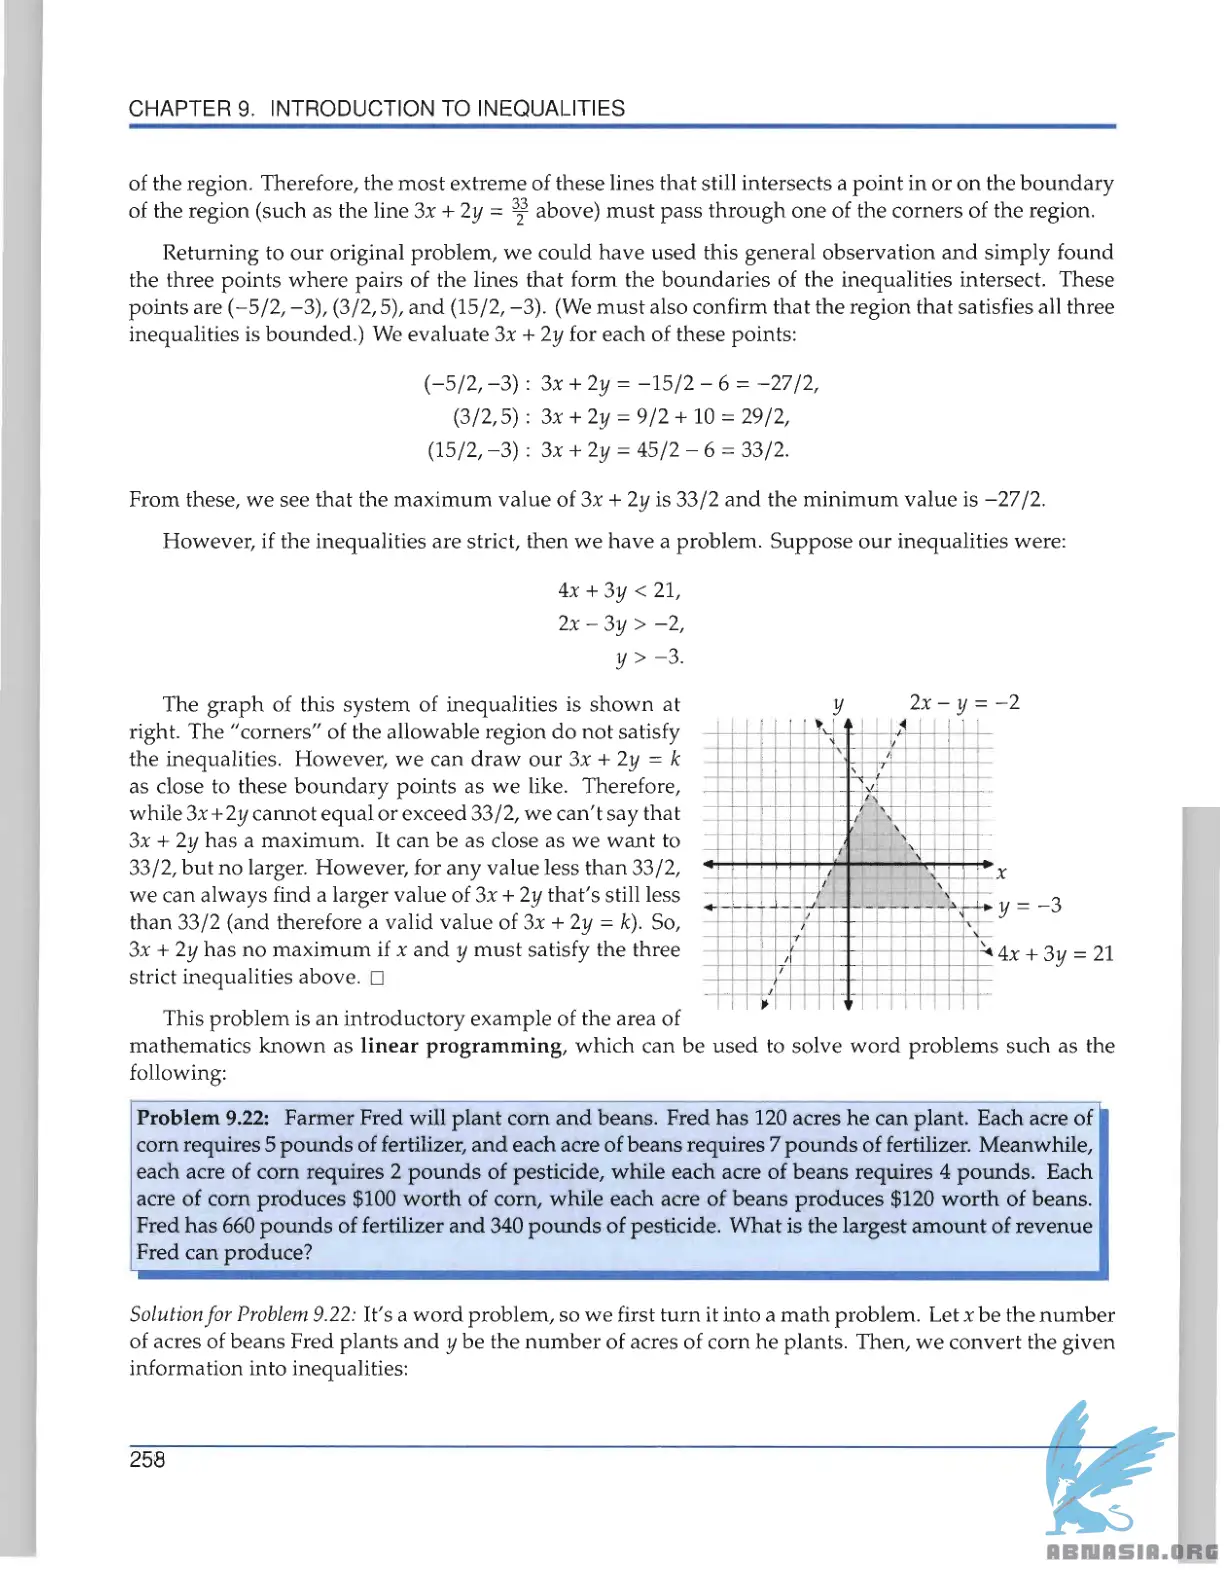 CHAPTER 9. INTRODUCTION TO INEQUALITIES
of the region. Therefore, the most extreme of these lines that still intersects a point in or on the boundary
of the region (such as the line 3x + 2y = 33/2 above) must pass through one of the corners of the region.
Returning to our original problem, we could have used this general observation and simply found
the three points where pairs of the lines that form the boundaries of the inequalities intersect. These
points are (−5/2, −3), (3/2, 5), and (15/2, −3). (We must also confirm that the region that satisfies all three
inequalities is bounded.) We evaluate 3x + 2y for each of these points:
(−5/2, −3) : 3x + 2y = −15/2 − 6 = −27/2,
(3/2, 5) : 3x + 2y = 9/2 + 10 = 29/2,
(15/2, −3) : 3x + 2y = 45/2 − 6 = 33/2.
From these, we see that the maximum value of 3x + 2y is 33/2 and the minimum value is −27/2.
However, if the inequalities are strict, then we have a problem. Suppose our inequalities were:
4x + 3y < 21,
2x − 3y > −2,
y > −3.
The graph of this system of inequalities is shown at
right. The "corners" of the allowable region do not satisfy
the inequalities. However, we can draw our 3x + 2y = k
as close to these boundary points as we like. Therefore,
while 3x+2y cannot equal or exceed 33/2, we can't say that
3x + 2y has a maximum. It can be as close as we want to
33/2, but no larger. However, for any value less than 33/2,
we can always find a larger value of 3x + 2y that's still less
than 33/2 (and therefore a valid value of 3x + 2y = k). So,
3x + 2y has no maximum if x and y must satisfy the three
strict inequalities above. □
y
2x − y = −2
x
y = −3
4x + 3y = 21
This problem is an introductory example of the area of
mathematics known as linear programming, which can be used to solve word problems such as the
following:
Problem 9.22: Farmer Fred will plant corn and beans. Fred has 120 acres he can plant. Each acre of
corn requires 5 pounds of fertilizer, and each acre of beans requires 7 pounds of fertilizer. Meanwhile,
each acre of corn requires 2 pounds of pesticide, while each acre of beans requires 4 pounds. Each
acre of corn produces $100 worth of corn, while each acre of beans produces $120 worth of beans.
Fred has 660 pounds of fertilizer and 340 pounds of pesticide. What is the largest amount of revenue
Fred can produce?
Solution for Problem 9.22: It's a word problem, so we first turn it into a math problem. Let x be the number
of acres of beans Fred plants and y be the number of acres of corn he plants. Then, we convert the given
information into inequalities:
258
ABNASIA.ORG